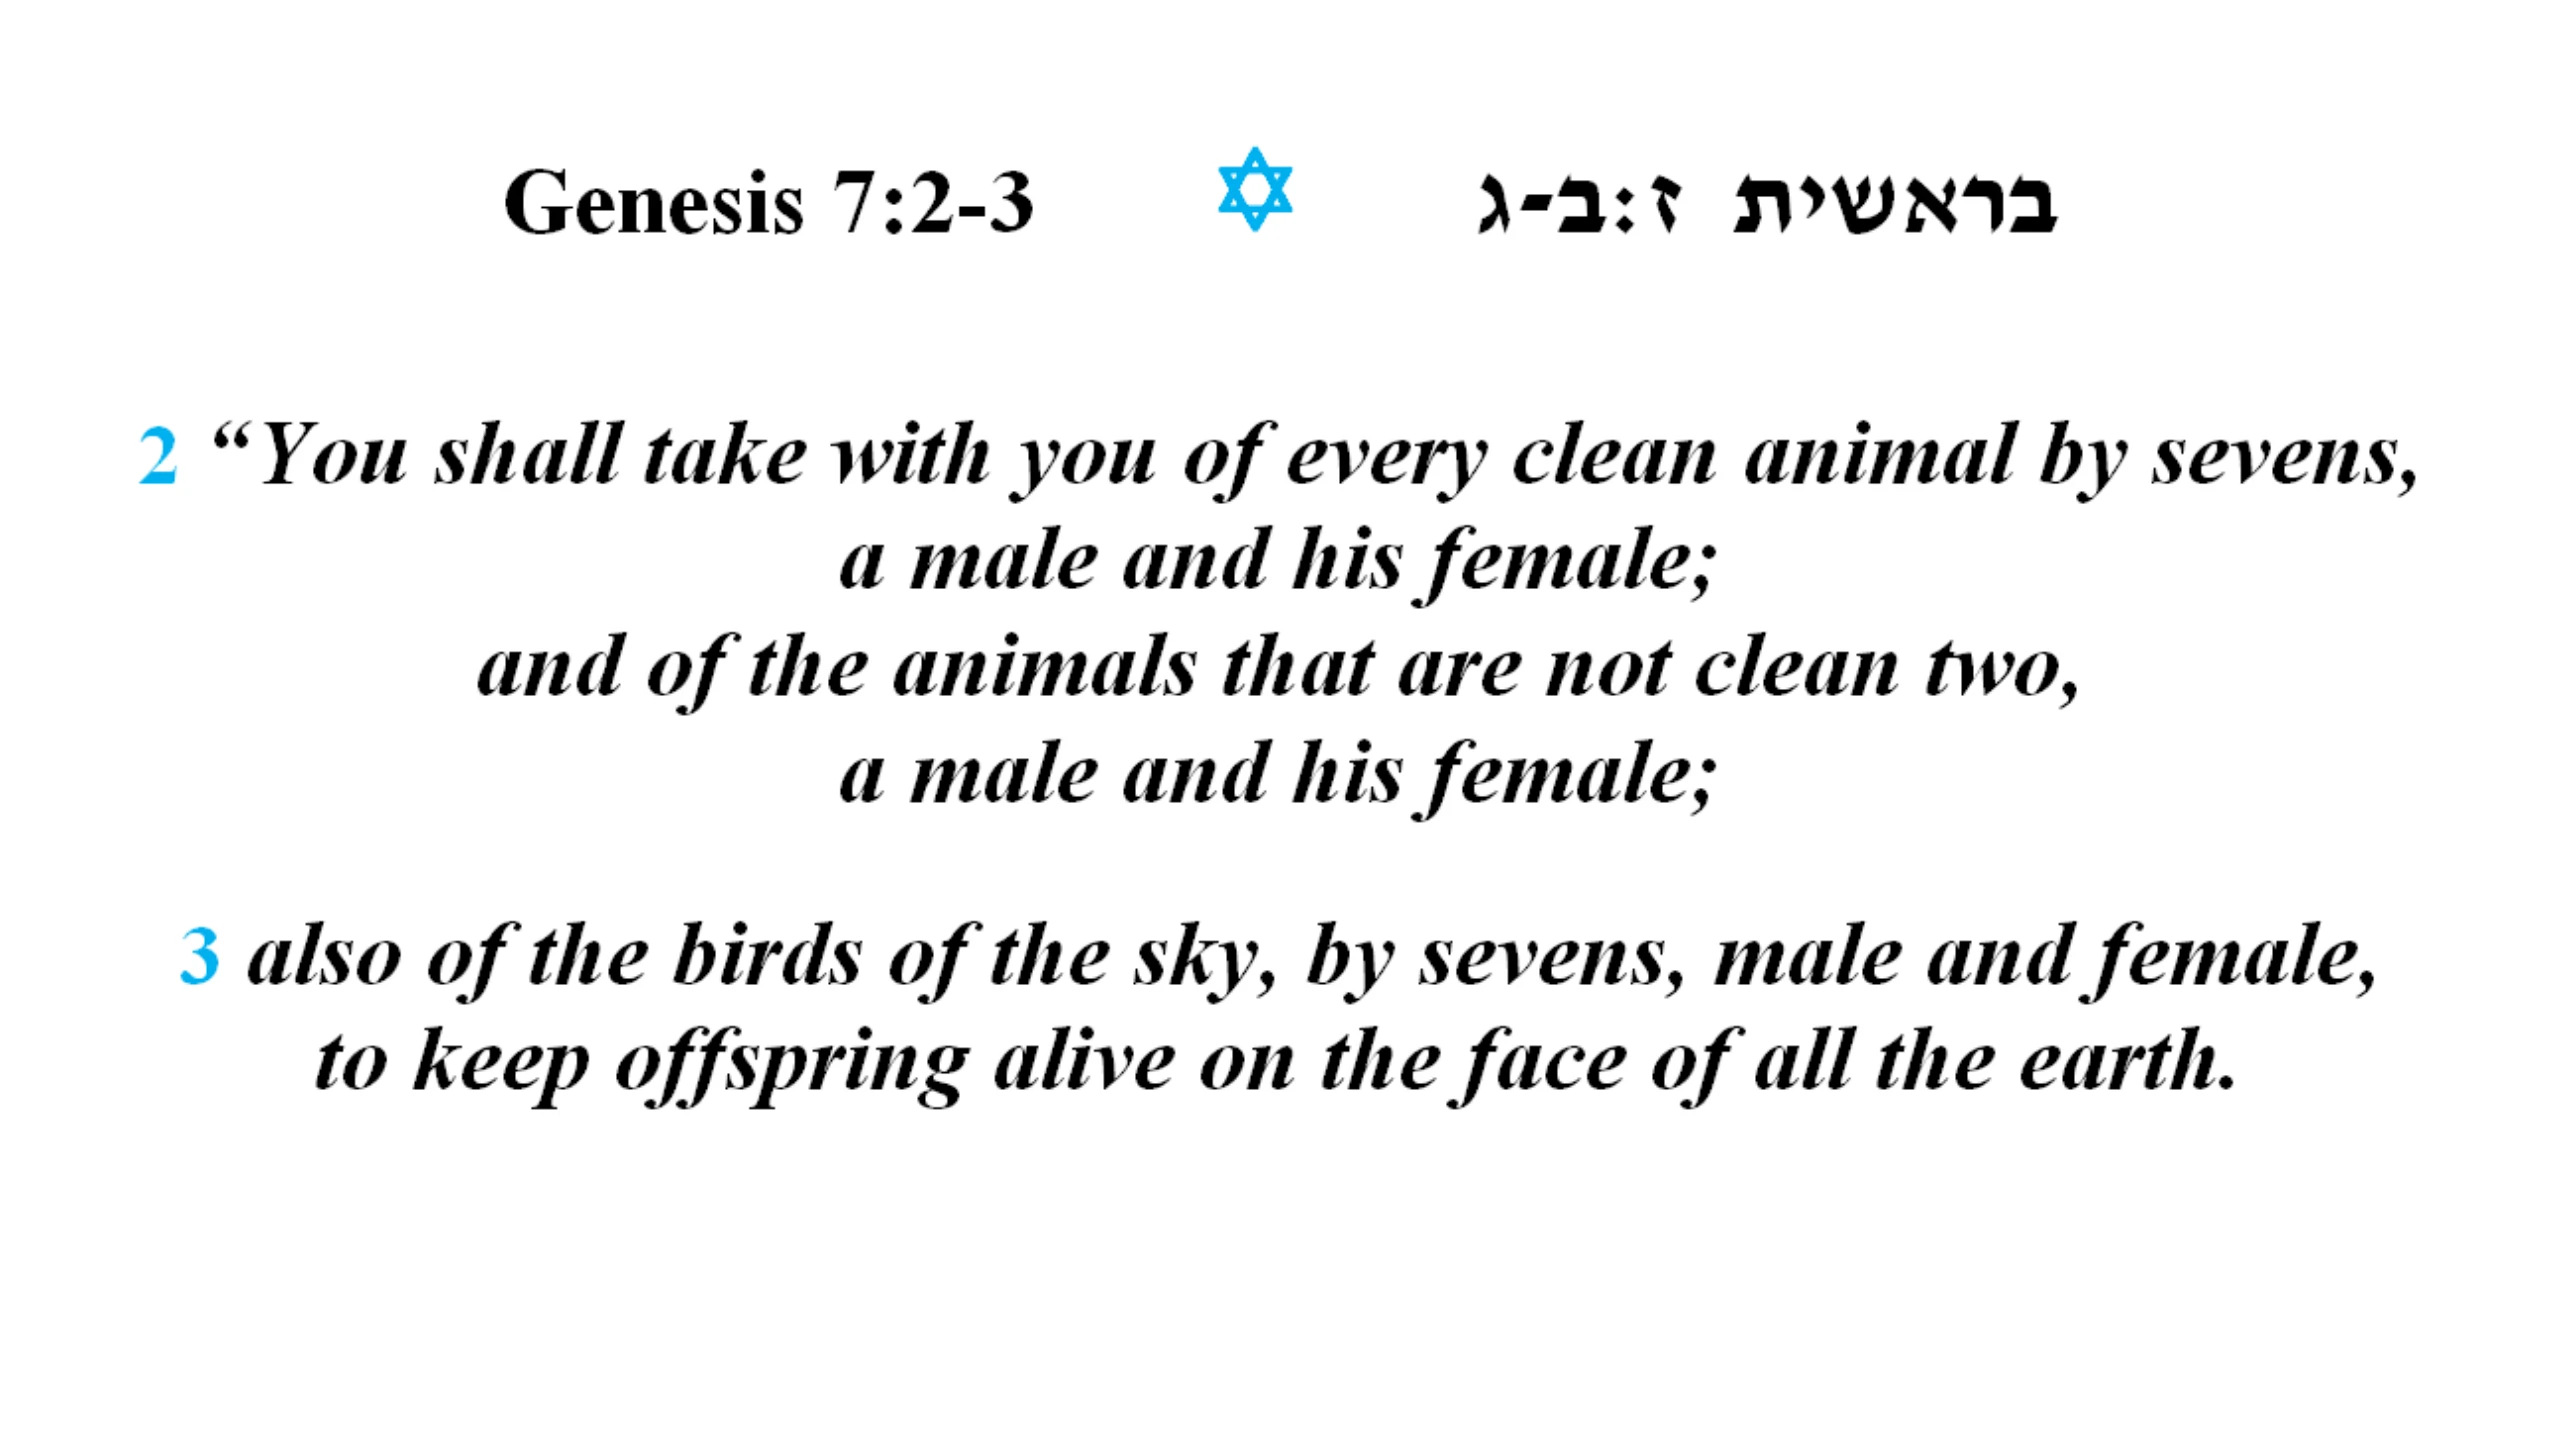 Genesis 7:2-3 ✡ בראשית ז:ב-ג
2 “You shall take with you of every clean animal by sevens,
a male and his female;
and of the animals that are not clean two,
a male and his female;
3 also of the birds of the sky, by sevens, male and female,
to keep offspring alive on the face of all the earth.